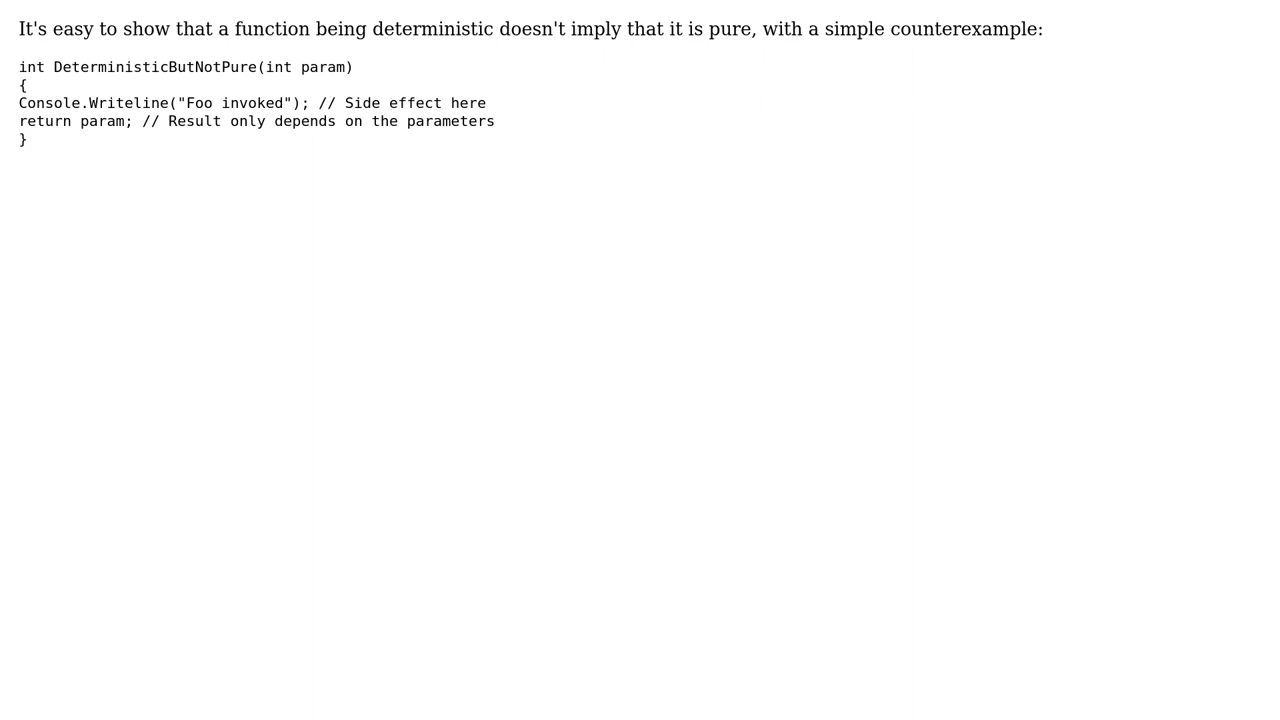 It's easy to show that a function being deterministic doesn't imply that it is pure, with a simple counterexample:
int DeterministicButNotPure(int param)
{
Console.Writeline("Foo invoked"); // Side effect here
return param; // Result only depends on the parameters
}